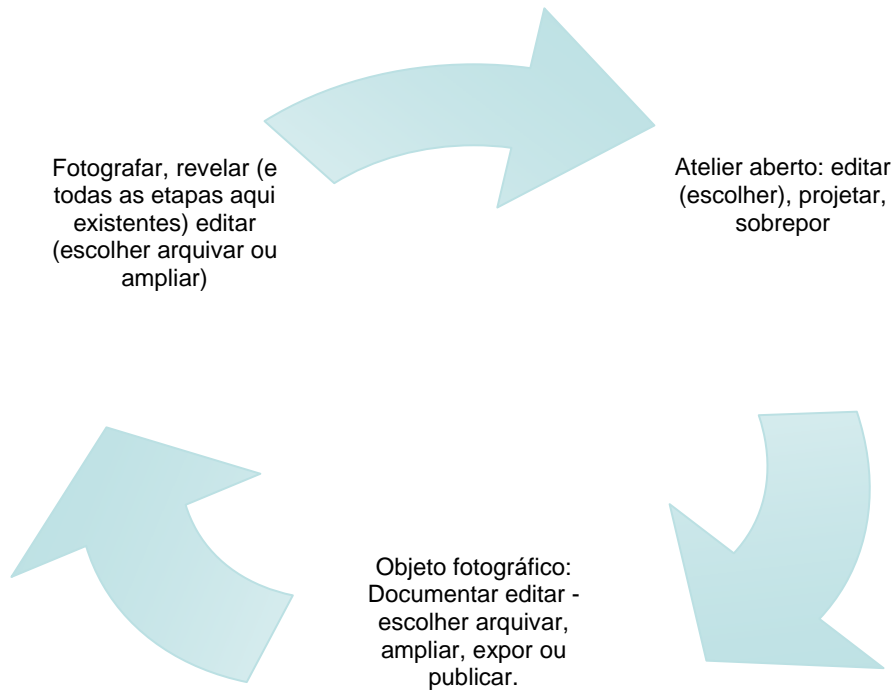 Fotografar, revelar (e
todas as etapas aqui
existentes) editar
(escolher arquivar ou
ampliar)
Atelier aberto: editar
(escolher), projetar,
sobrepor
Objeto fotográfico:
Documentar editar -
escolher arquivar,
ampliar, expor ou
publicar.